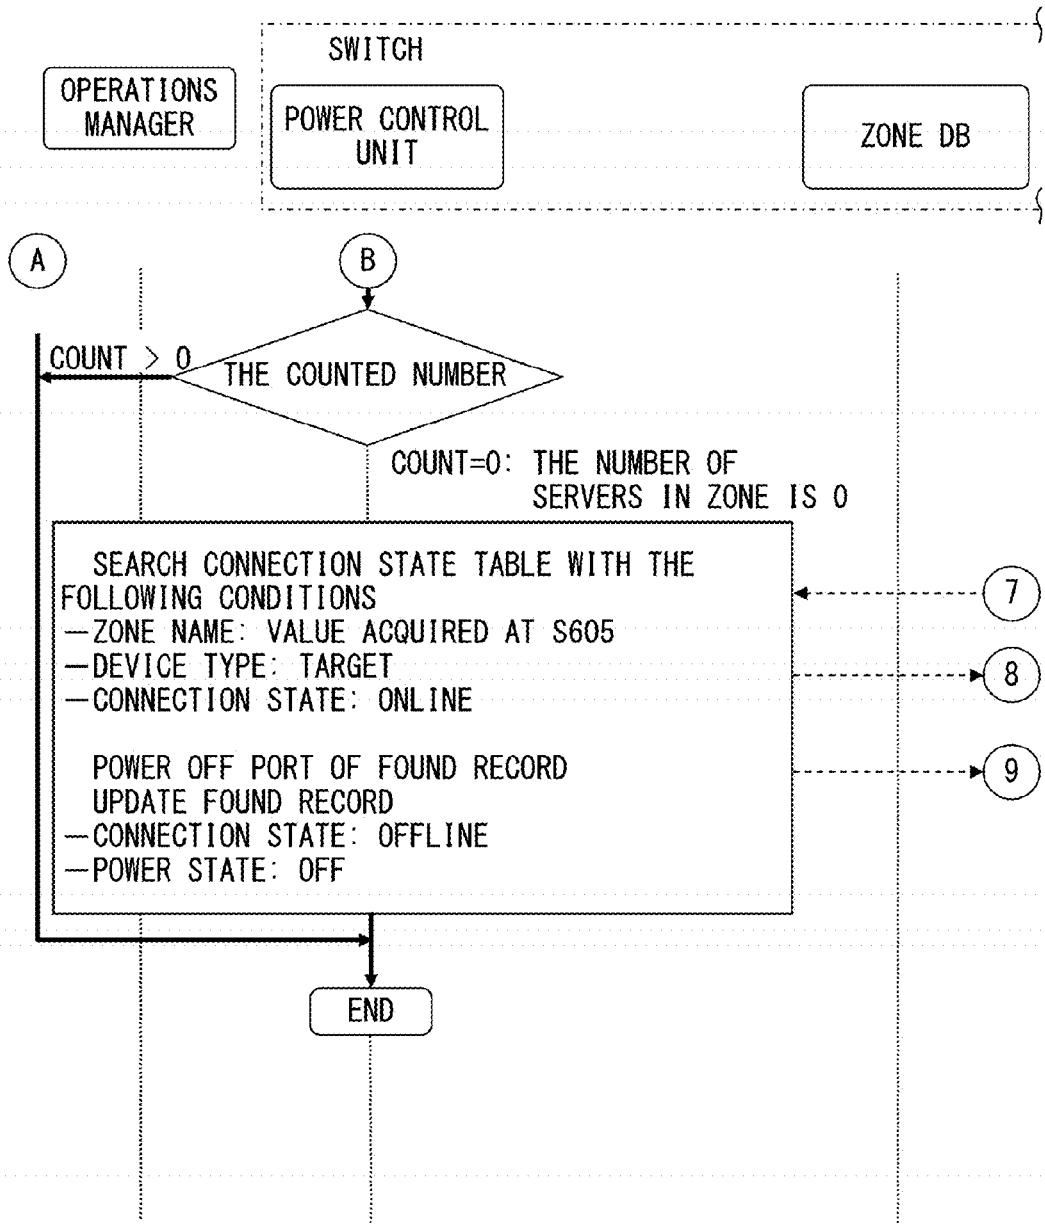 SWITCH
OPERATIONS
MANAGER
POWER CONTROL
UNIT
ZONE DB
A
B
COUNT > 0
THE COUNTED NUMBER
COUNT=0: THE NUMBER OF
SERVERS IN ZONE IS 0
SEARCH CONNECTION STATE TABLE WITH THE
FOLLOWING CONDITIONS
—ZONE NAME: VALUE ACQUIRED AT S605
—DEVICE TYPE: TARGET
—CONNECTION STATE: ONLINE
7
8
POWER OFF PORT OF FOUND RECORD
UPDATE FOUND RECORD
—CONNECTION STATE: OFFLINE
—POWER STATE: OFF
9
END